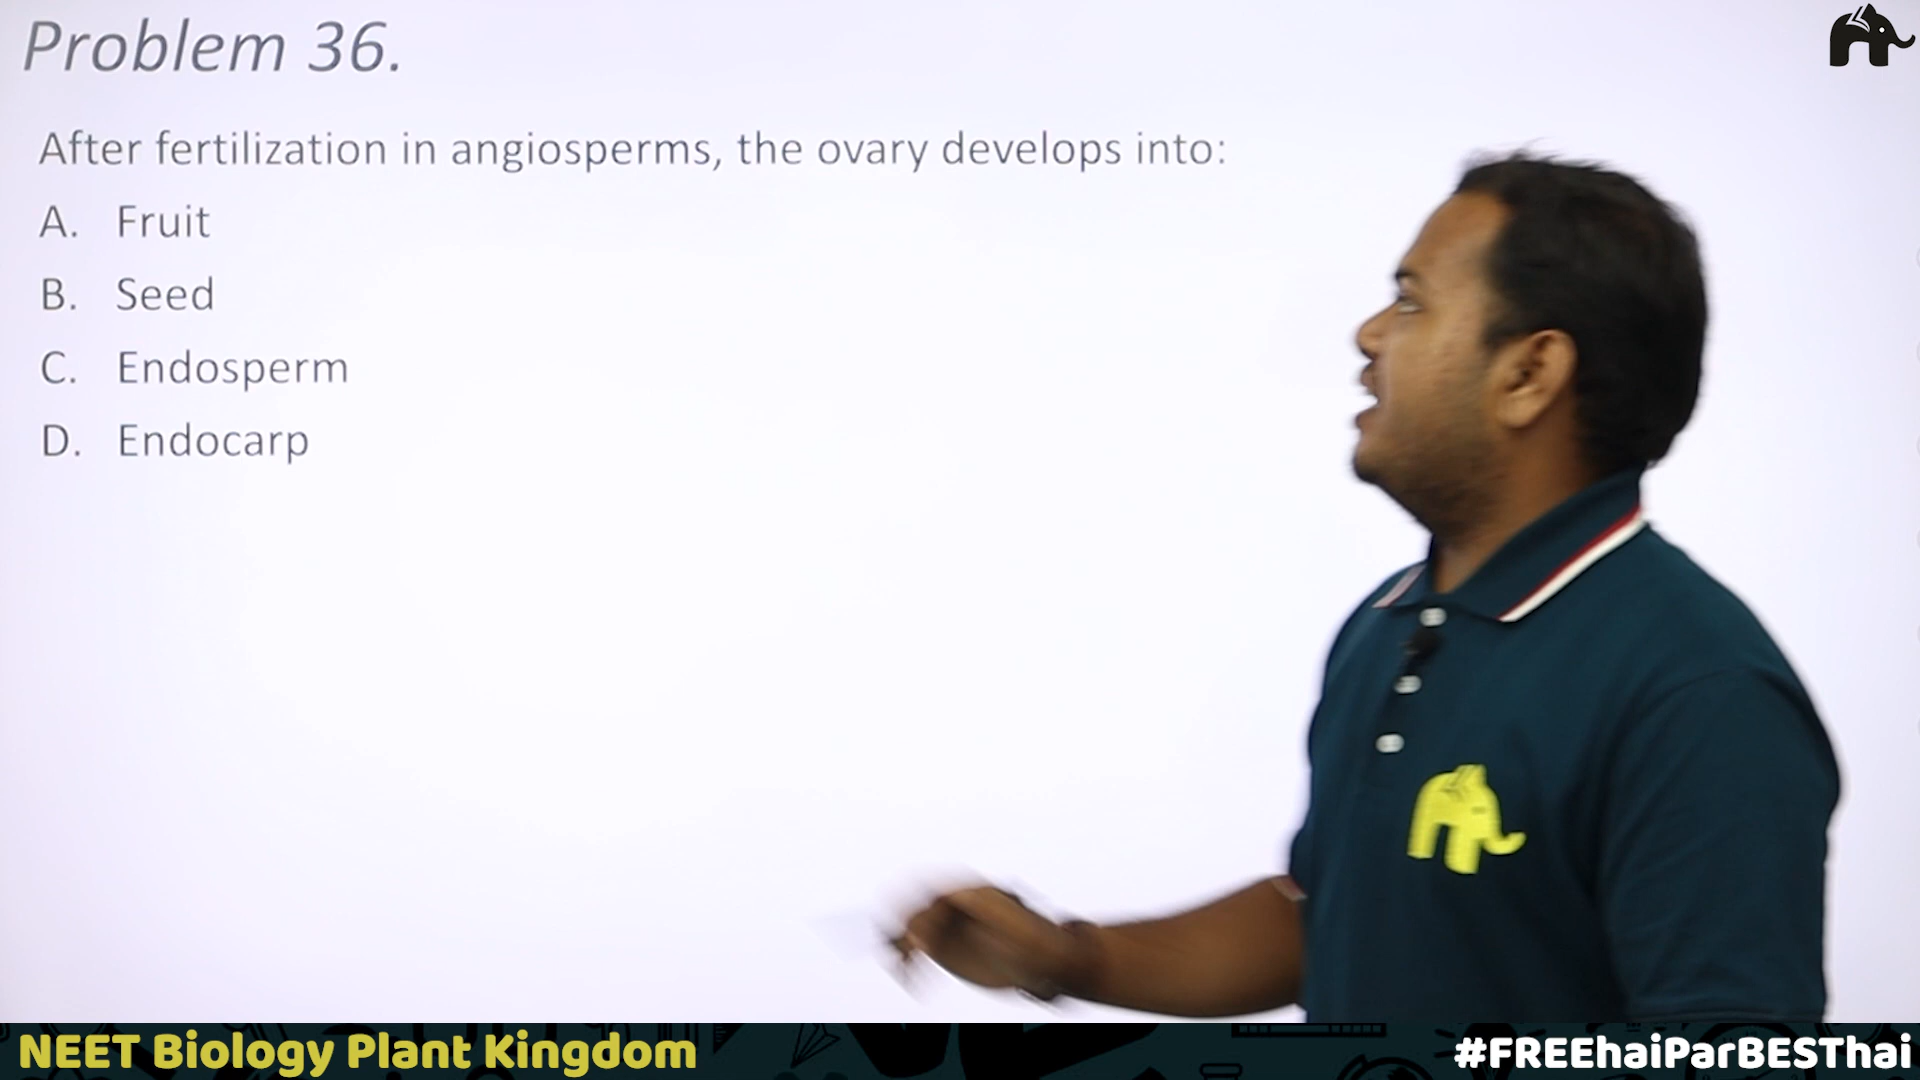 Problem 36.
After fertilization in angiosperms, the ovary develops into:
A. Fruit
B. Seed
C. Endosperm
D. Endocarp
NEET Biology Plant Kingdom
#FREEhaiParBESThai